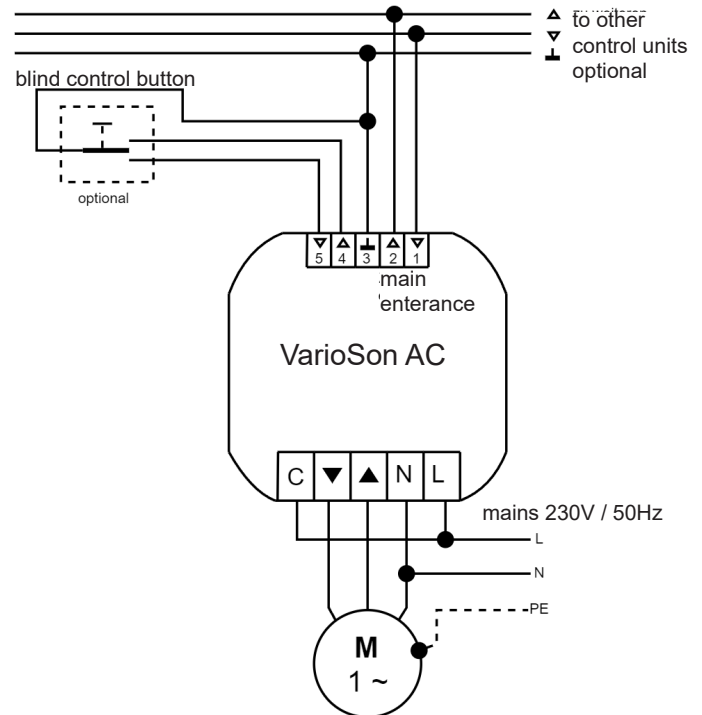 to other
control units
optional
blind control button
optional
5 4 3 2 1
main
enterance
VarioSon AC
C N L
mains 230V / 50Hz
L
N
PE
M
1 ~